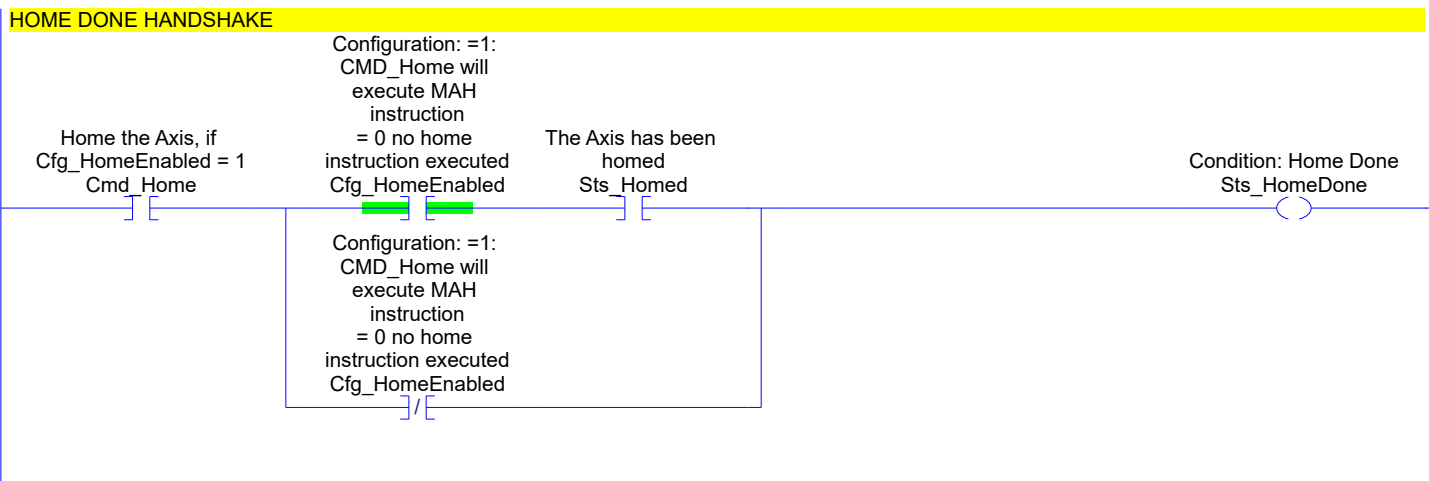 HOME DONE HANDSHAKE
Home the Axis, if
Cfg_HomeEnabled = 1
Cmd_Home
Configuration: =1:
CMD_Home will
execute MAH
instruction
= 0 no home
instruction executed
Cfg_HomeEnabled
The Axis has been
homed
Sts_Homed
Condition: Home Done
Sts_HomeDone
Configuration: =1:
CMD_Home will
execute MAH
instruction
= 0 no home
instruction executed
Cfg_HomeEnabled
/